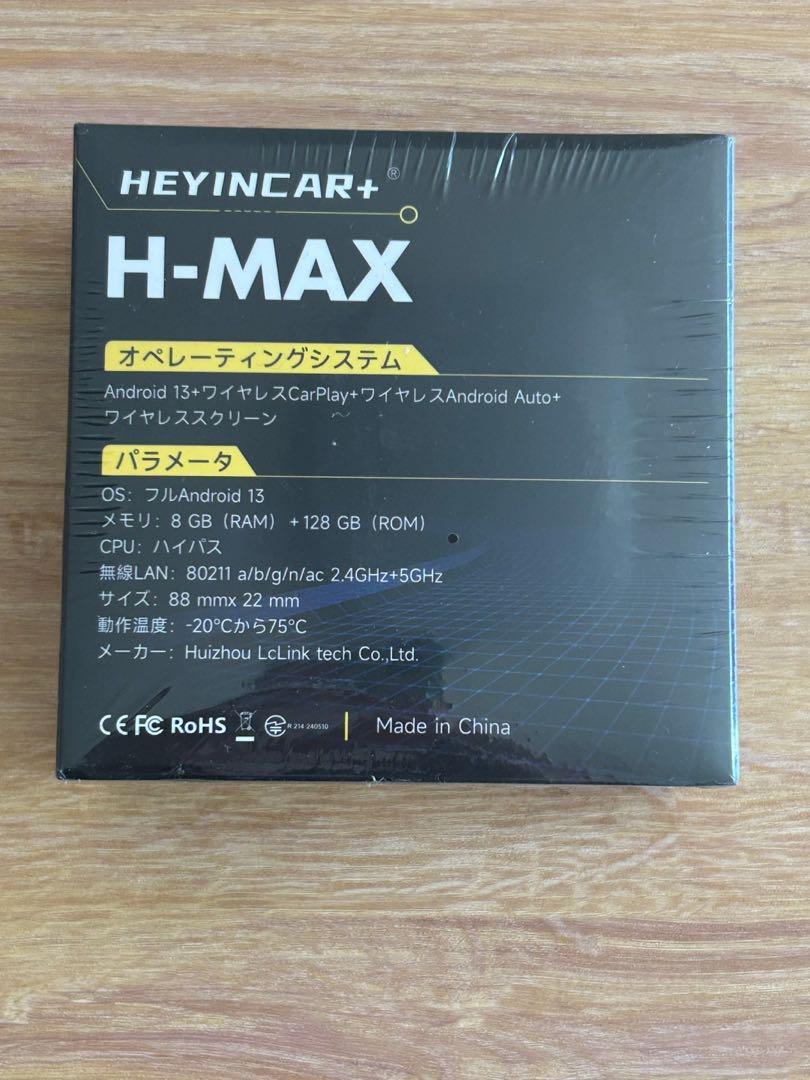 HEYINCAR+®
H-MAX
オペレーティングシステム
Android 13+ワイヤレスCarPlay+ワイヤレスAndroid Auto+
ワイヤレススクリーン
パラメータ
OS: フルAndroid 13
メモリ: 8 GB (RAM) +128 GB (ROM)
CPU: ハイパス
無線LAN: 80211 a/b/g/n/ac 2.4GHz+5GHz
サイズ: 88 mmx 22 mm
動作温度: -20°Cから75°C
メーカー: Huizhou LcLink tech Co.,Ltd.
CE FC RoHS R 214-240510 | Made in China